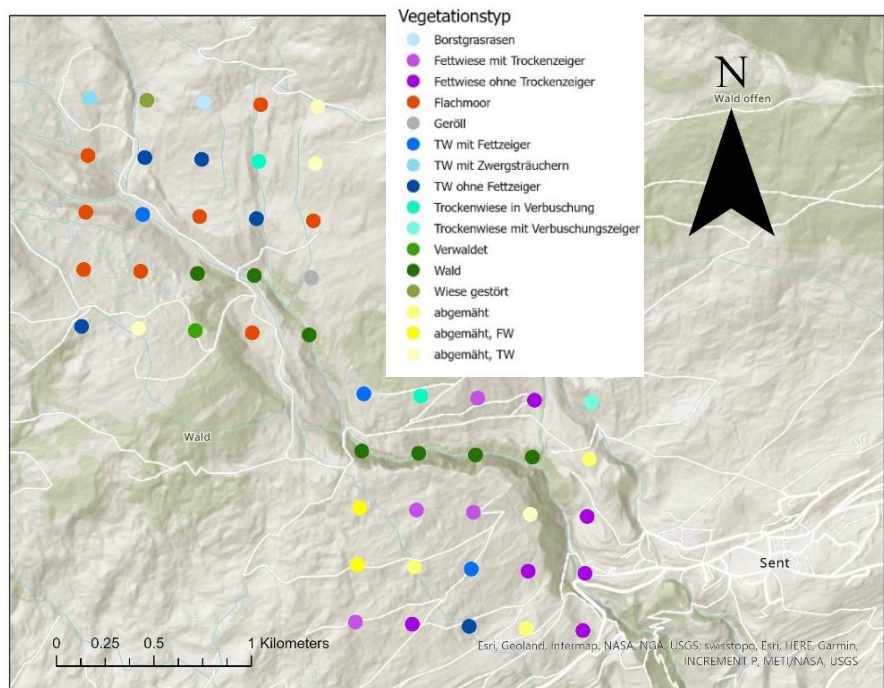 Vegetationstyp
Borstgrasrasen
Fettwiese mit Trockenzeiger
Fettwiese ohne Trockenzeiger
Flachmoor
Geröll
TW mit Fettzeiger
TW mit Zwergsträuchern
TW ohne Fettzeiger
Trockenwiese in Verbuschung
Trockenwiese mit Verbuschungszeiger
Verwaldet
Wald
Wiese gestört
abgemäht
abgemäht, FW
abgemäht, TW
N
Wald offen
Wald
Sent
0 0.25 0.5 1 Kilometers
Esri, Geoland, Intermap, NASA, NGA, USGS; swisstopo, Esri, HERE, Garmin,
INCREMENT P, METI/NASA, USGS